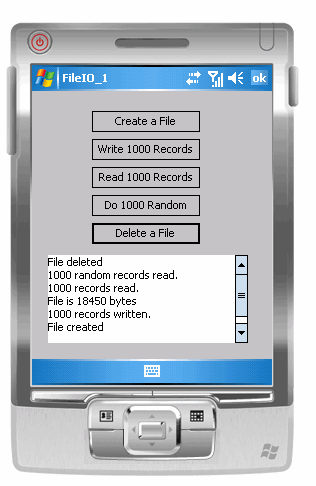 FileIO_1 ok
Create a File
Write 1000 Records
Read 1000 Records
Do 1000 Random
Delete a File
File deleted
1000 random records read.
1000 records read.
File is 18450 bytes
1000 records written.
File created